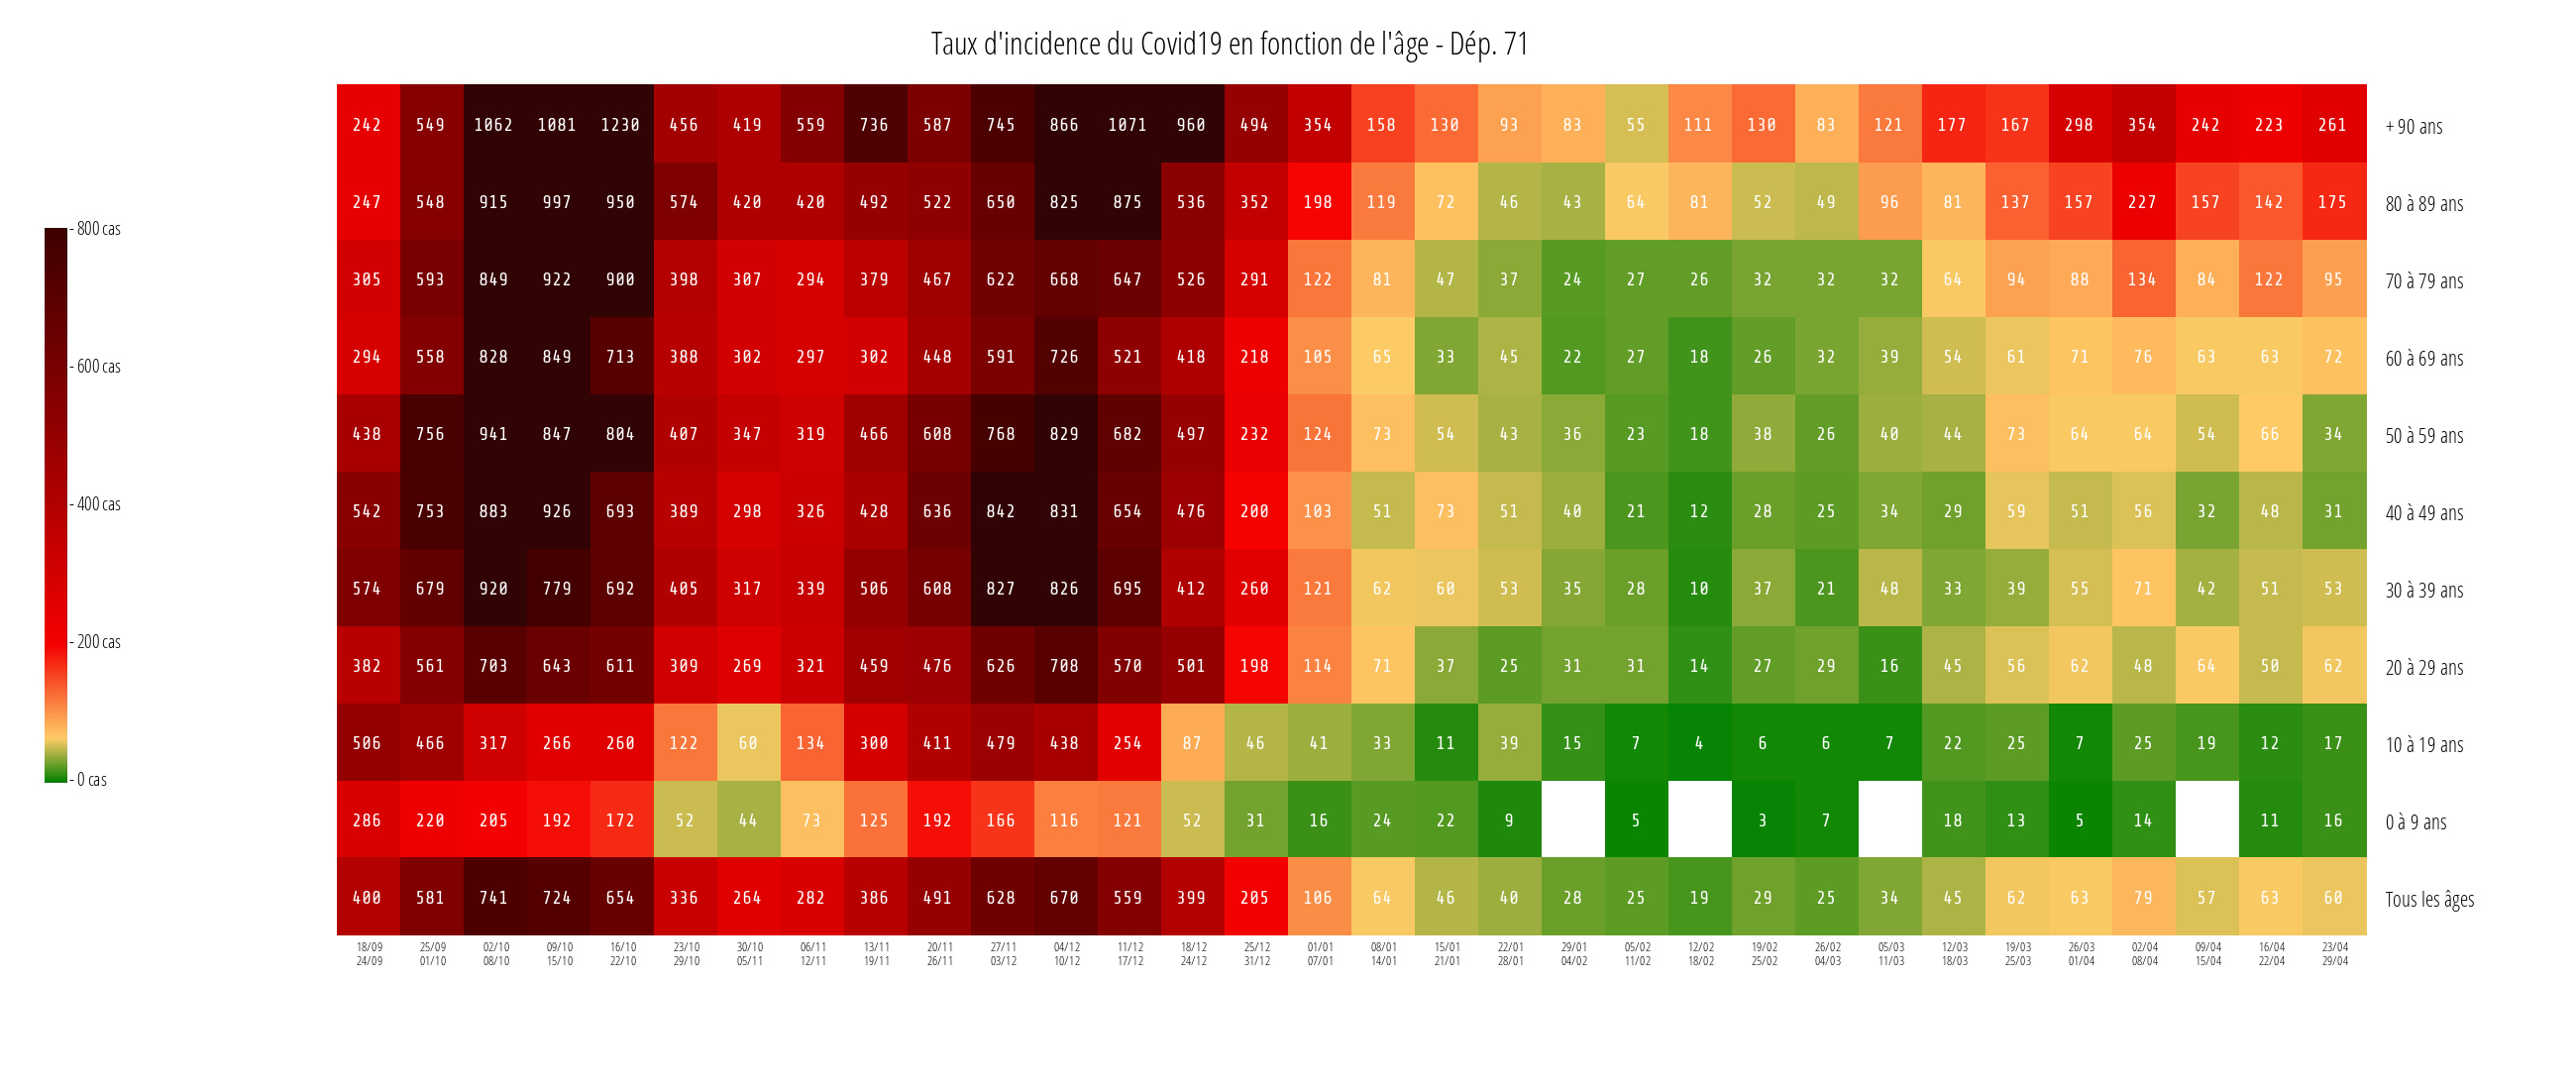 Taux d'incidence du Covid19 en fonction de l'âge - Dép. 71
- 800 cas
- 600 cas
- 400 cas
- 200 cas
- 0 cas
242 549 1062 1081 1230 456 419 559 736 587 745 866 1071 960 494 354 158 130 93 83 55 111 130 83 121 177 167 298 354 242 223 261 + 90 ans
247 548 915 997 950 574 420 420 492 522 650 825 875 536 352 198 119 72 46 43 64 81 52 49 96 81 137 157 227 157 142 175 80 à 89 ans
305 593 849 922 900 398 307 294 379 467 622 668 647 526 291 122 81 47 37 24 27 26 32 32 32 64 94 88 134 84 122 95 70 à 79 ans
294 558 828 849 713 388 302 297 302 448 591 726 521 418 218 105 65 33 45 22 27 18 26 32 39 54 61 71 76 63 63 72 60 à 69 ans
438 756 941 847 804 407 347 319 466 608 768 829 682 497 232 124 73 54 43 36 23 18 38 26 40 44 73 64 64 54 66 34 50 à 59 ans
542 753 883 926 693 389 298 326 428 636 842 831 654 476 200 103 51 73 51 40 21 12 28 25 34 29 59 51 56 32 48 31 40 à 49 ans
574 679 920 779 692 405 317 339 506 608 827 826 695 412 260 121 62 60 53 35 28 10 37 21 48 33 39 55 71 42 51 53 30 à 39 ans
382 561 703 643 611 309 269 321 459 476 626 708 570 501 198 114 71 37 25 31 31 14 27 29 16 45 56 62 48 64 50 62 20 à 29 ans
506 466 317 266 260 122 60 134 300 411 479 438 254 87 46 41 33 11 39 15 7 4 6 6 7 22 25 7 25 19 12 17 10 à 19 ans
286 220 205 192 172 52 44 73 125 192 166 116 121 52 31 16 24 22 9 5 3 7 18 13 5 14 11 16 0 à 9 ans
400 581 741 724 654 336 264 282 386 491 628 670 559 399 205 106 64 46 40 28 25 19 29 25 34 45 62 63 79 57 63 60 Tous les âges
18/09 25/09 02/10 09/10 16/10 23/10 30/10 06/11 13/11 20/11 27/11 04/12 11/12 18/12 25/12 01/01 08/01 15/01 22/01 29/01 05/02 12/02 19/02 26/02 05/03 12/03 19/03 26/03 02/04 09/04 16/04 23/04
24/09 01/10 08/10 15/10 22/10 29/10 05/11 12/11 19/11 26/11 03/12 10/12 17/12 24/12 31/12 07/01 14/01 21/01 28/01 04/02 11/02 18/02 25/02 04/03 11/03 18/03 25/03 01/04 08/04 15/04 22/04 29/04